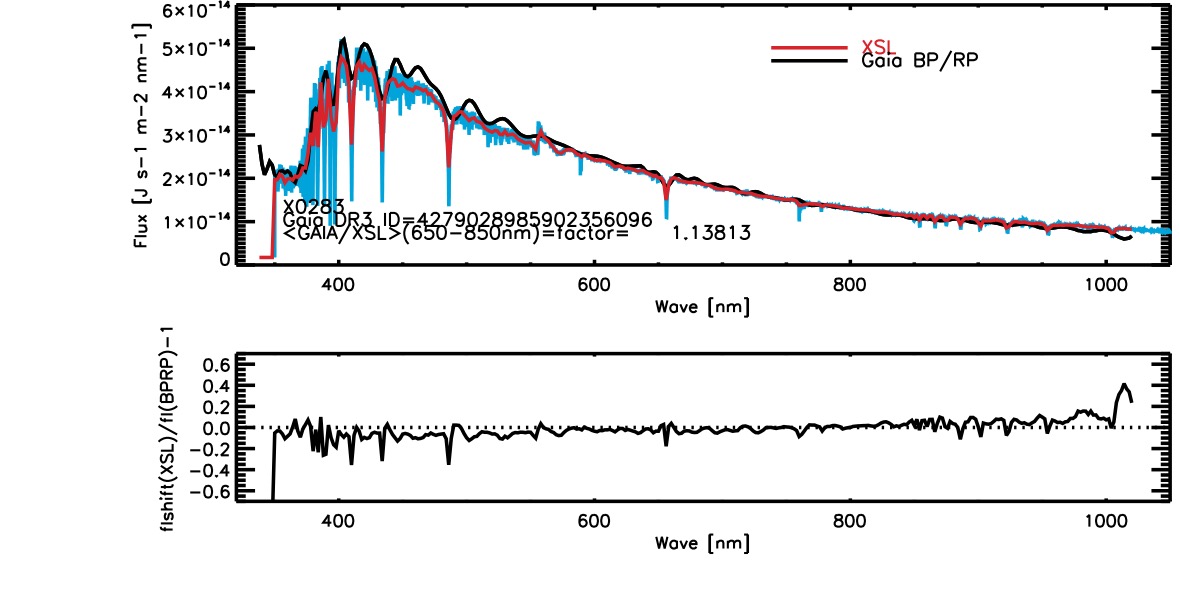 6×10⁻¹⁴
5×10⁻¹⁴
4×10⁻¹⁴
3×10⁻¹⁴
2×10⁻¹⁴
1×10⁻¹⁴
0
Flux [J s-1 m-2 nm-1]
XSL
Gaia BP/RP
X0283
Gaia DR3 ID=4279028985902356096
<GAIA/XSL>(650-850nm)=factor= 1.13813
400 600 800 1000
Wave [nm]
flshift(XSL)/fl(BPRP)-1
0.6
0.4
0.2
0.0
-0.2
-0.4
-0.6
400 600 800 1000
Wave [nm]